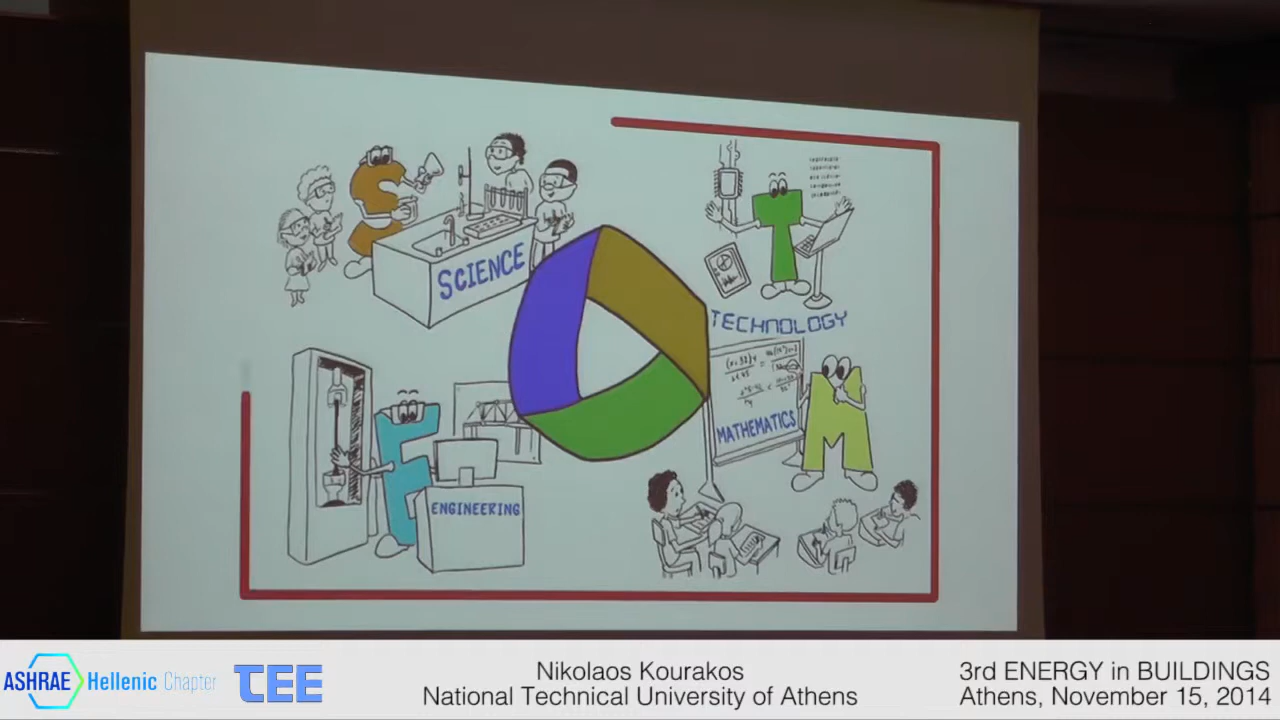 SCIENCE
TECHNOLOGY
MATHEMATICS
ENGINEERING
ASHRAE Hellenic Chapter
TEE
Nikolaos Kourakos
National Technical University of Athens
3rd ENERGY in BUILDINGS
Athens, November 15, 2014